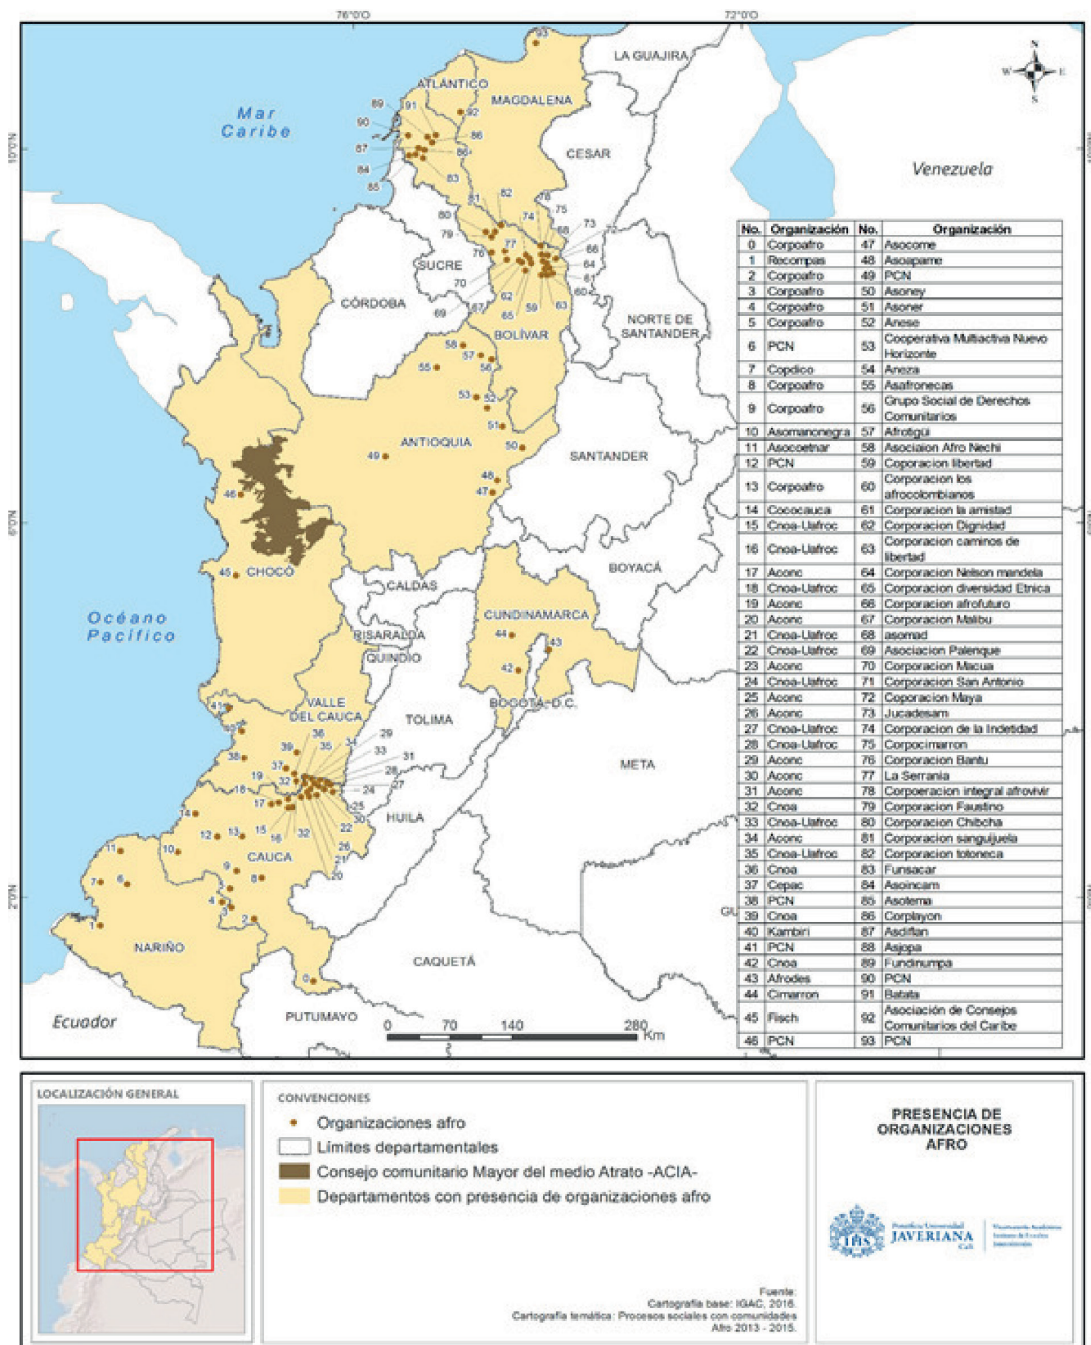 76°0'0
72°0'0
10°0'N
6°0'N
2°0'N
N
W E
S
Mar
Caribe
Océano
Pacífico
Venezuela
Ecuador
LA GUAJIRA
ATLÁNTICO
MAGDALENA
CESAR
SUCRE
CÓRDOBA
BOLÍVAR
NORTE DE
SANTANDER
ANTIOQUIA
SANTANDER
CHOCÓ
BOYACÁ
CALDAS
CUNDINAMARCA
RISARALDA
QUINDÍO
BOGOTÁ, D.C.
VALLE
DEL CAUCA
TOLIMA
META
HUILA
CAUCA
NARIÑO
CAQUETÁ
PUTUMAYO
0 70 140 280
Km
No. Organización No. Organización
0 Corpoafro 47 Asocome
1 Recompas 48 Asoapame
2 Corpoafro 49 PCN
3 Corpoafro 50 Asoney
4 Corpoafro 51 Asoner
5 Corpoafro 52 Anese
6 PCN 53 Cooperativa Multiactiva Nuevo
Horizonte
7 Copdico 54 Aneza
8 Corpoafro 55 Asafronecas
9 Corpoafro 56 Grupo Social de Derechos
Comunitarios
10 Asomanonegra 57 Afrotigüi
11 Asocoetnar 58 Asociaion Afro Nechi
12 PCN 59 Coporacion libertad
13 Corpoafro 60 Corporacion los
afrocolombianos
14 Cococauca 61 Corporacion la amistad
15 Cnoa-Uafroc 62 Corporacion Dignidad
16 Cnoa-Uafroc 63 Corporacion caminos de
libertad
17 Aconc 64 Corporacion Nelson mandela
18 Cnoa-Uafroc 65 Corporacion diversidad Etnica
19 Aconc 66 Corporacion afrofuturo
20 Aconc 67 Corporacion Malibu
21 Cnoa-Uafroc 68 asomad
22 Cnoa-Uafroc 69 Asociacion Palenque
23 Aconc 70 Corporacion Macua
24 Cnoa-Uafroc 71 Corporacion San Antonio
25 Aconc 72 Coporacion Maya
26 Aconc 73 Jucadesam
27 Cnoa-Uafroc 74 Corporacion de la Indetidad
28 Cnoa-Uafroc 75 Corpocimarron
29 Aconc 76 Corporacion Bantu
30 Aconc 77 La Serrania
31 Aconc 78 Corpoeracion integral afrovivir
32 Cnoa 79 Corporacion Faustino
33 Cnoa-Uafroc 80 Corporacion Chibcha
34 Aconc 81 Corporacion sanguijuela
35 Cnoa-Uafroc 82 Corporacion totoneca
36 Cnoa 83 Funsacar
37 Cepac 84 Asoincam
38 PCN 85 Asotema
39 Cnoa 86 Corplayon
40 Kambiri 87 Asdiflan
41 PCN 88 Asjopa
42 Cnoa 89 Fundinumpa
43 Afrodes 90 PCN
44 Cimarron 91 Batata
45 Fisch 92 Asociación de Consejos
Comunitarios del Caribe
46 PCN 93 PCN
LOCALIZACIÓN GENERAL
CONVENCIONES
Organizaciones afro
Límites departamentales
Consejo comunitario Mayor del medio Atrato -ACIA-
Departamentos con presencia de organizaciones afro
Fuente:
Cartografía base: IGAC, 2016.
Cartografía temática: Procesos sociales con comunidades
Afro 2013 - 2015.
PRESENCIA DE
ORGANIZACIONES
AFRO
Pontificia Universidad
JAVERIANA
Cali